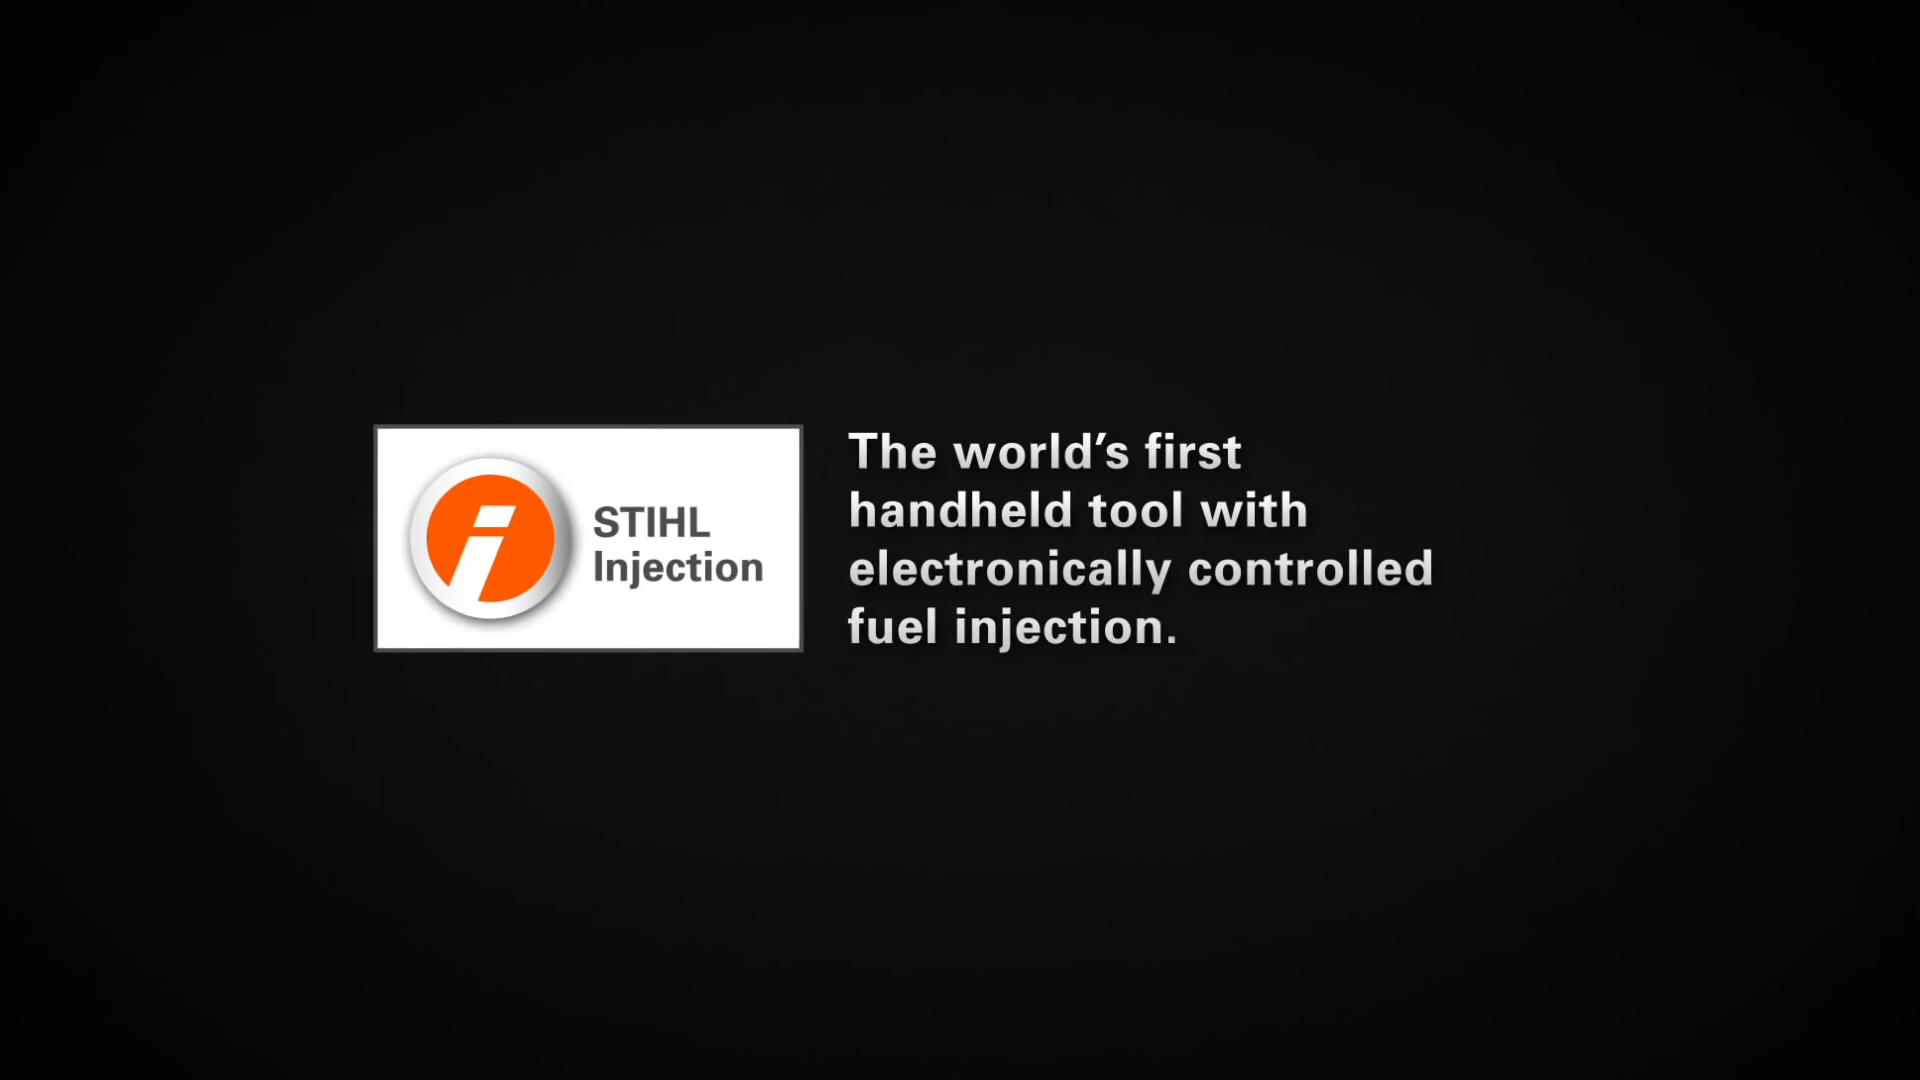 i
STIHL
Injection
The world’s first
handheld tool with
electronically controlled
fuel injection.